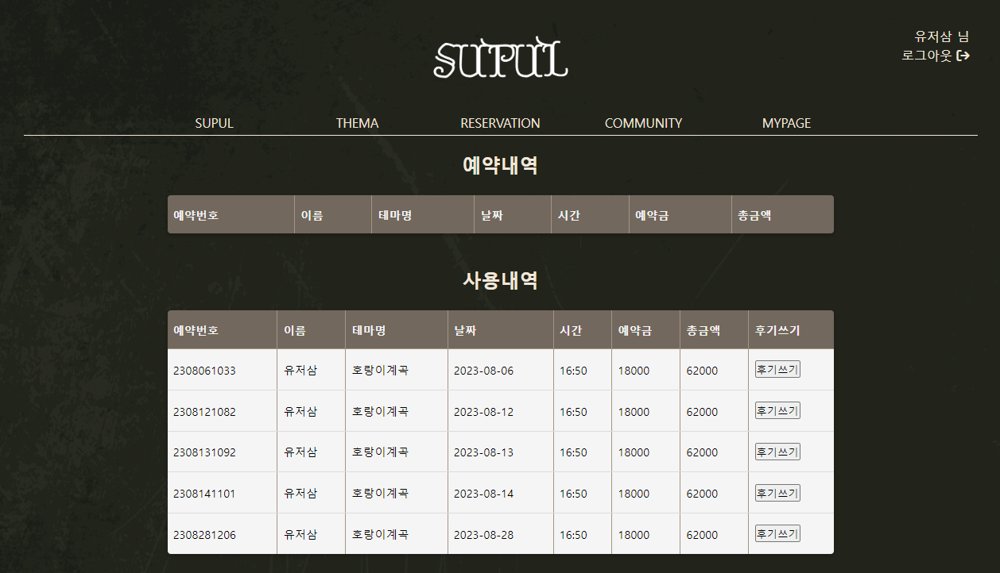 유저삼 님
로그아웃
SUPUL
SUPUL THEMA RESERVATION COMMUNITY MYPAGE
예약내역
예약번호 이름 테마명 날짜 시간 예약금 총금액
사용내역
예약번호 이름 테마명 날짜 시간 예약금 총금액 후기쓰기
2308061033 유저삼 호랑이계곡 2023-08-06 16:50 18000 62000 후기쓰기
2308121082 유저삼 호랑이계곡 2023-08-12 16:50 18000 62000 후기쓰기
2308131092 유저삼 호랑이계곡 2023-08-13 16:50 18000 62000 후기쓰기
2308141101 유저삼 호랑이계곡 2023-08-14 16:50 18000 62000 후기쓰기
2308281206 유저삼 호랑이계곡 2023-08-28 16:50 18000 62000 후기쓰기